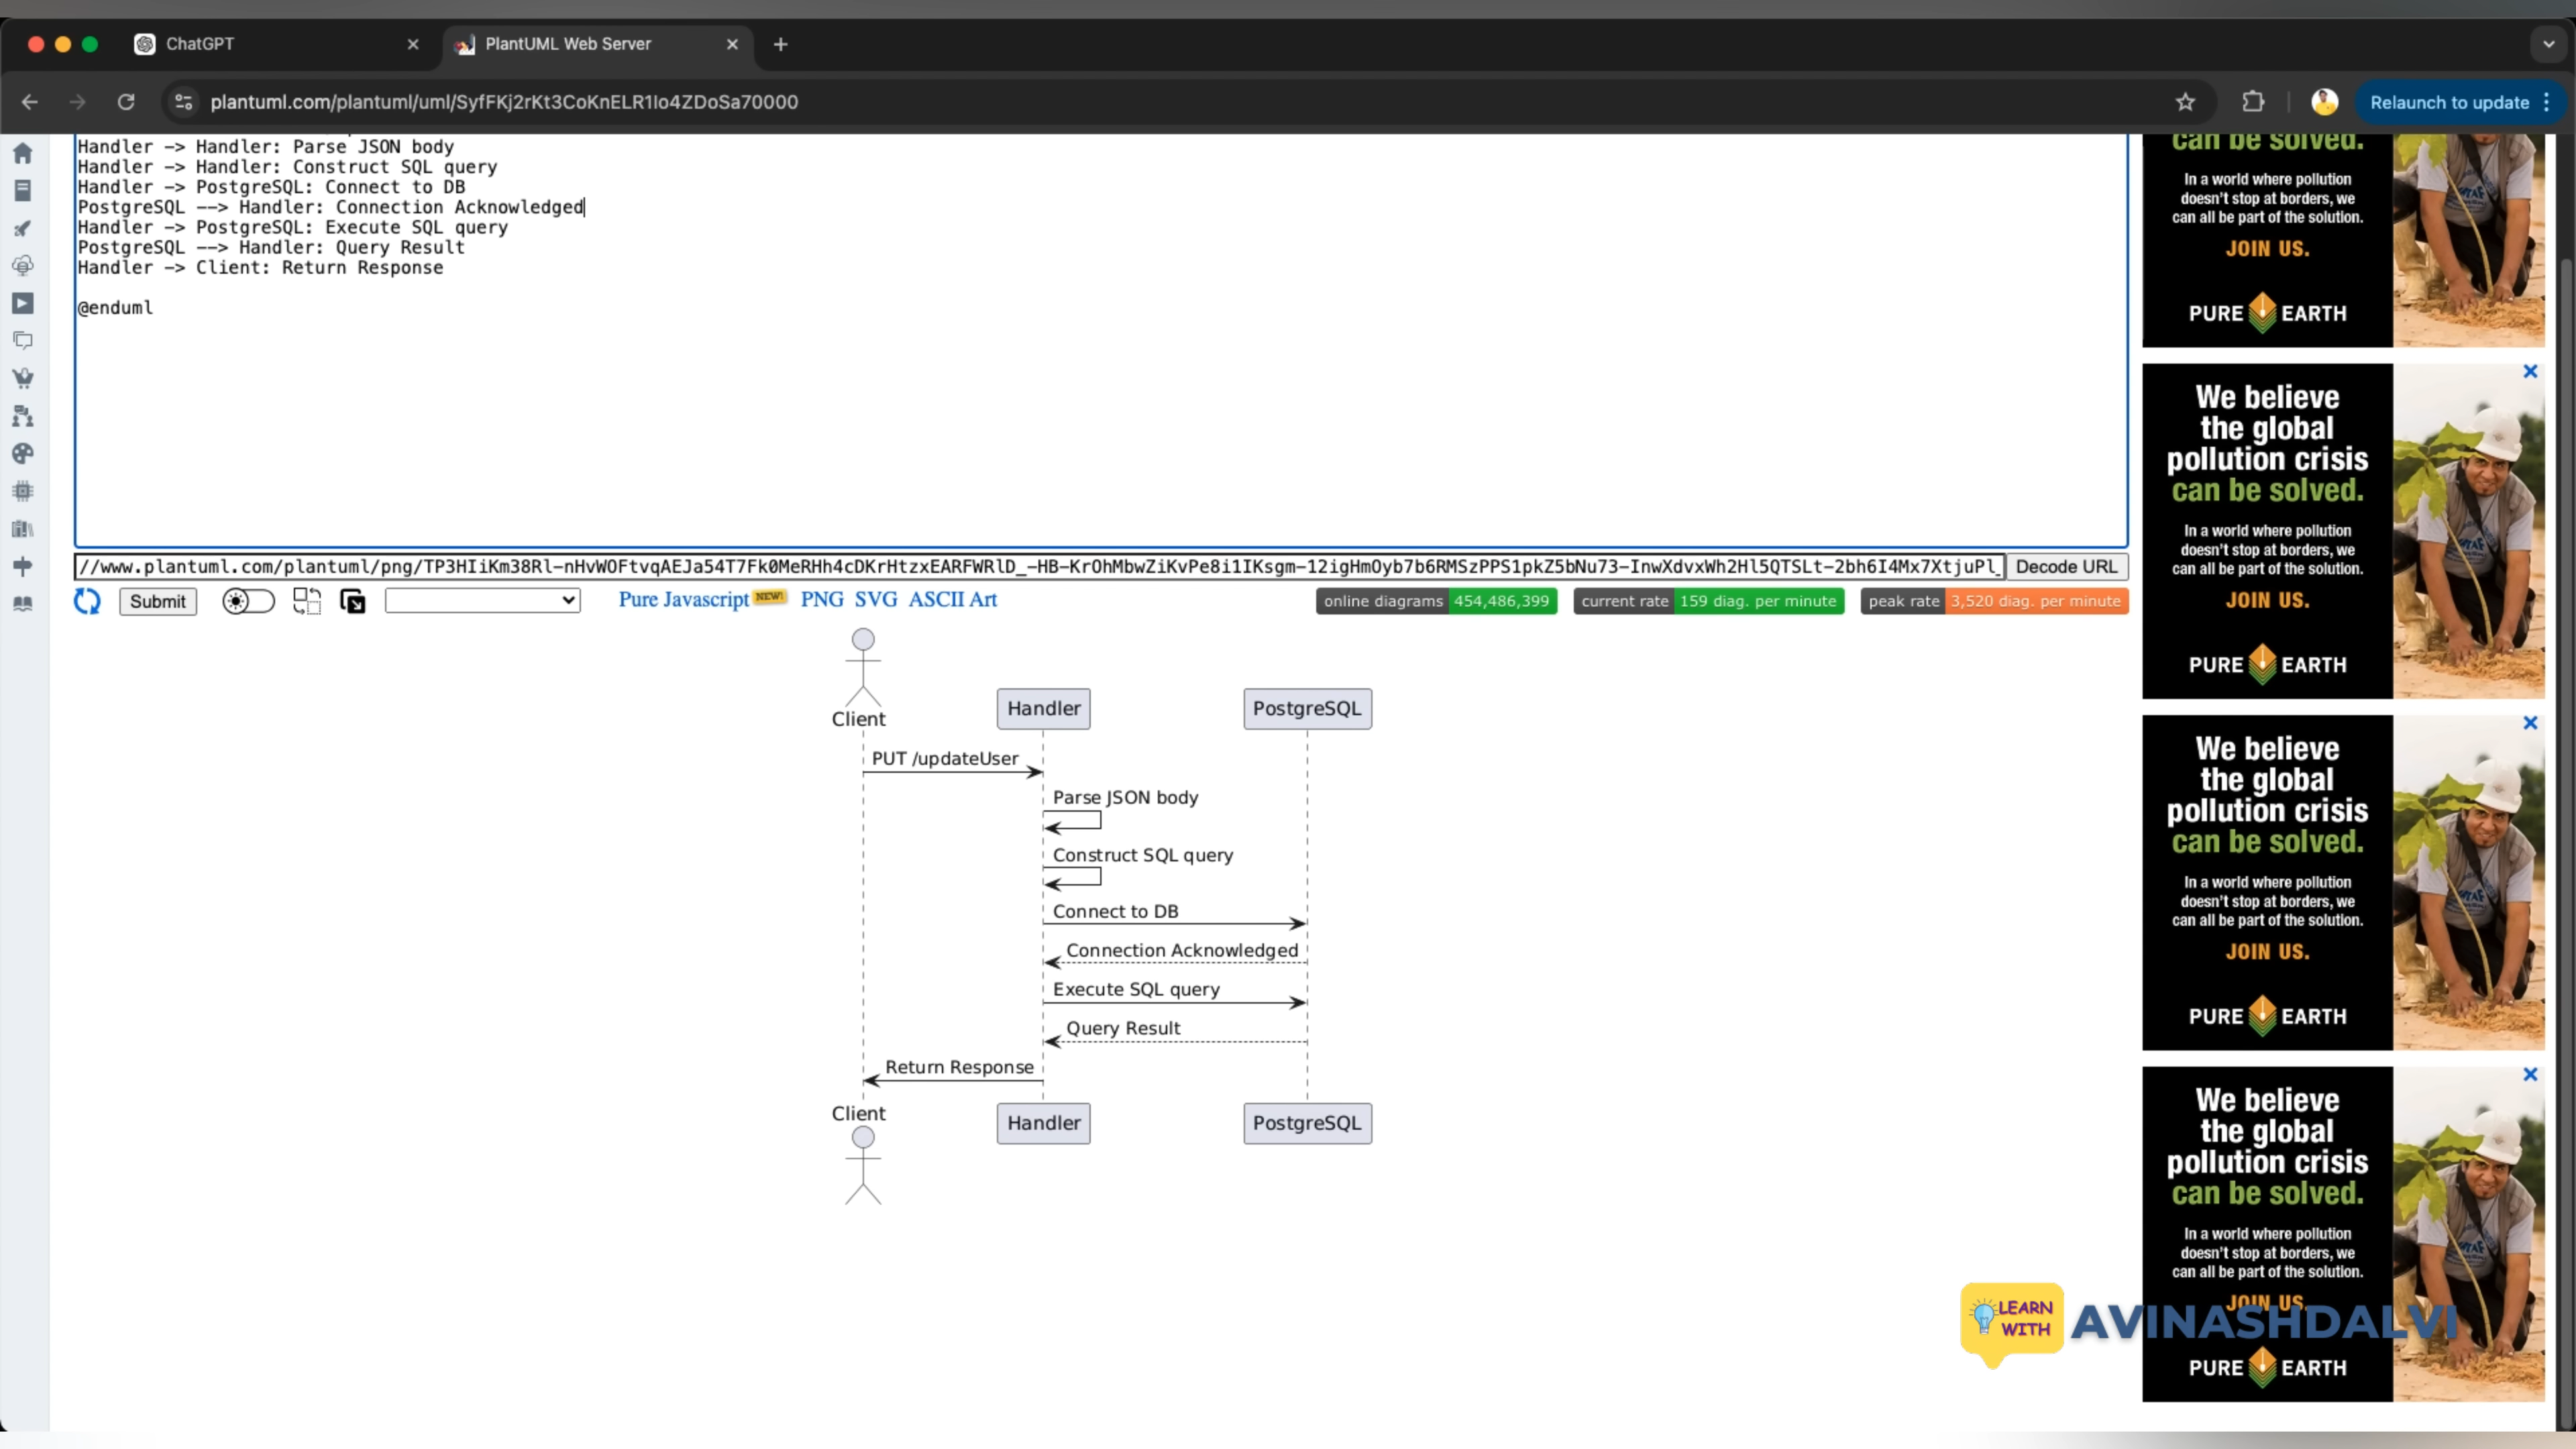 ChatGPT
PlantUML Web Server
plantuml.com/plantuml/uml/SyfFKj2rKt3CoKnELR1Io4ZDoSa70000
Relaunch to update
Handler -> Handler: Parse JSON body
Handler -> Handler: Construct SQL query
Handler -> PostgreSQL: Connect to DB
PostgreSQL --> Handler: Connection Acknowledged
Handler -> PostgreSQL: Execute SQL query
PostgreSQL --> Handler: Query Result
Handler -> Client: Return Response
@enduml
//www.plantuml.com/plantuml/png/TP3HIiKm38Rl-nHvWOFtvqAEJa54T7Fk0MeRHh4cDKrHtzxEARFWRlD_-HB-KrOhMbwZiKvPe8i1IKsgm-12igHmOyb7b6RMSzPPS1pkZ5bNu73-InwXdvxWh2Hl5QTSLt-2bh6I4Mx7XtjuPl_
Decode URL
Submit
Pure Javascript NEW! PNG SVG ASCII Art
online diagrams 454,486,399
current rate 159 diag. per minute
peak rate 3,520 diag. per minute
Client
Handler
PostgreSQL
PUT /updateUser
Parse JSON body
Construct SQL query
Connect to DB
Connection Acknowledged
Execute SQL query
Query Result
Return Response
Client
Handler
PostgreSQL
can be solved.
In a world where pollution
doesn't stop at borders, we
can all be part of the solution.
JOIN US.
PURE EARTH
We believe
the global
pollution crisis
can be solved.
In a world where pollution
doesn't stop at borders, we
can all be part of the solution.
JOIN US.
PURE EARTH
We believe
the global
pollution crisis
can be solved.
In a world where pollution
doesn't stop at borders, we
can all be part of the solution.
JOIN US.
PURE EARTH
We believe
the global
pollution crisis
can be solved.
In a world where pollution
doesn't stop at borders, we
can all be part of the solution.
JOIN US.
PURE EARTH
LEARN
WITH
AVINASHDALVI